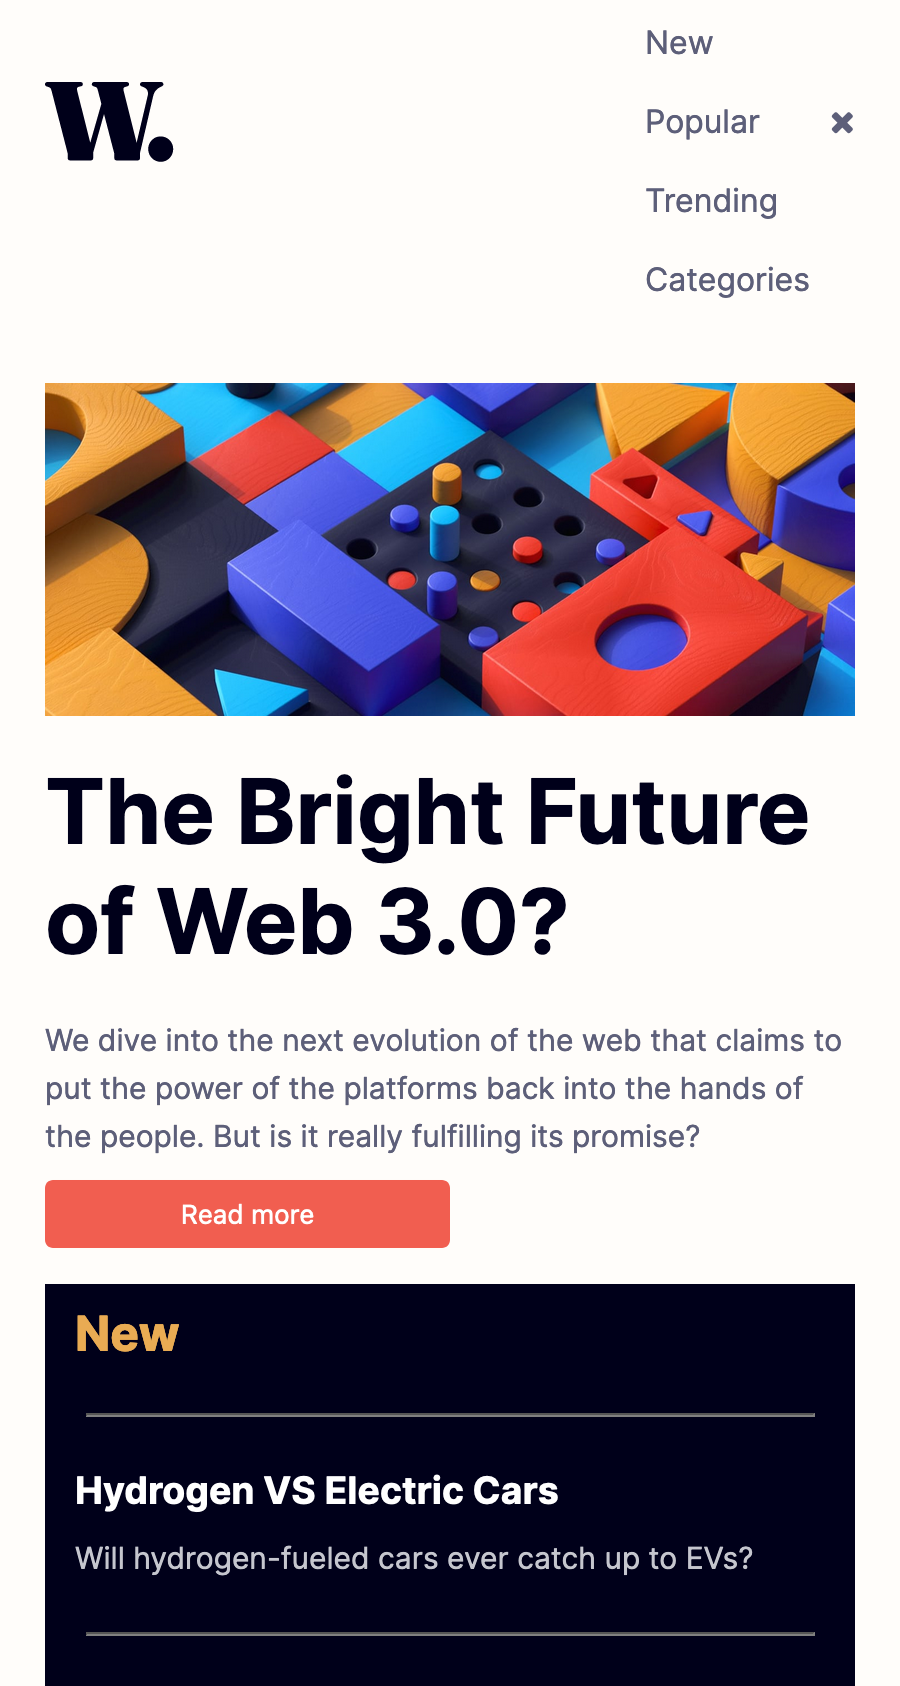 W.
New
Popular
Trending
Categories
The Bright Future
of Web 3.0?
We dive into the next evolution of the web that claims to
put the power of the platforms back into the hands of
the people. But is it really fulfilling its promise?
Read more
New
Hydrogen VS Electric Cars
Will hydrogen-fueled cars ever catch up to EVs?